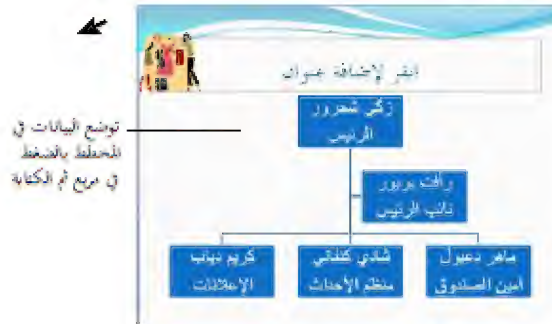 انقر لإضافة عنوان
زكي شحرور
الرئيس
توضع البيانات في
المخطط بالضغط
في مربع ثم الكتابة
رأفت بربور
نائب الرئيس
ماهر دعبول
أمين الصندوق
شادي كنفاني
منظم الأحداث
كريم دياب
الإعلانات